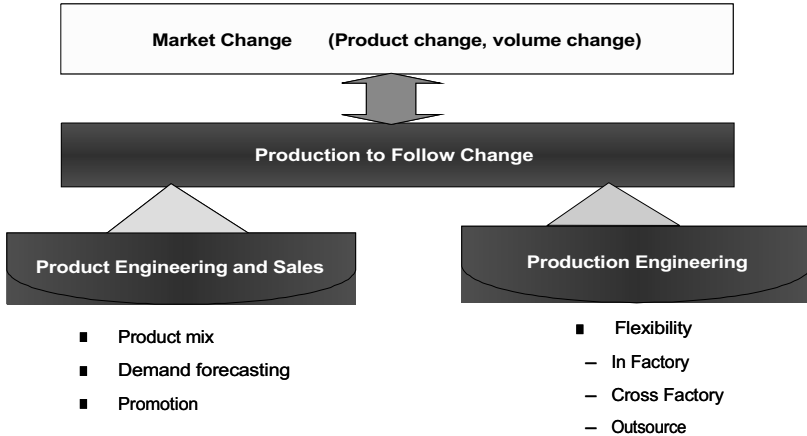 Market Change (Product change, volume change)
Production to Follow Change
Product Engineering and Sales
■ Product mix
■ Demand forecasting
■ Promotion
Production Engineering
■ Flexibility
– In Factory
– Cross Factory
– Outsource